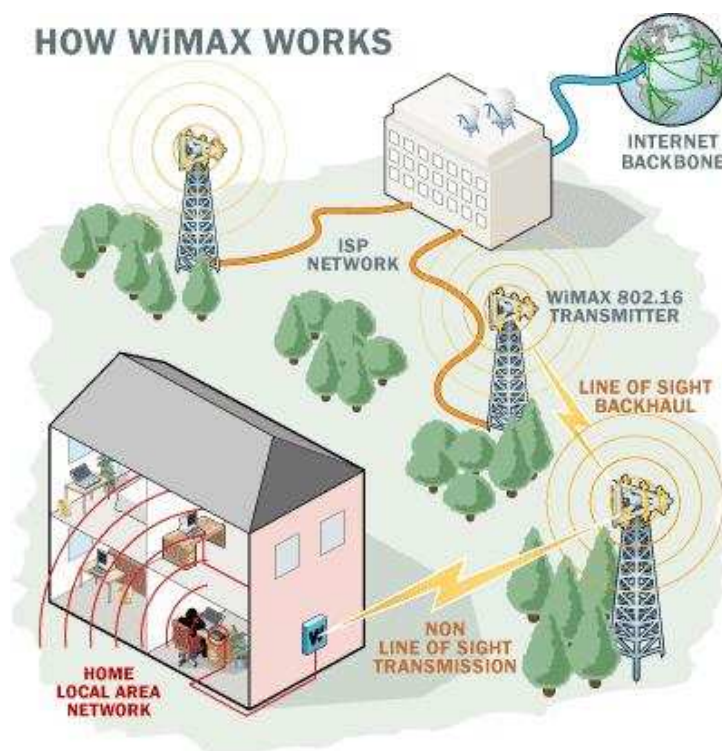 HOW WiMAX WORKS
INTERNET
BACKBONE
ISP
NETWORK
WiMAX 802.16
TRANSMITTER
LINE OF SIGHT
BACKHAUL
NON
LINE OF SIGHT
TRANSMISSION
HOME
LOCAL AREA
NETWORK